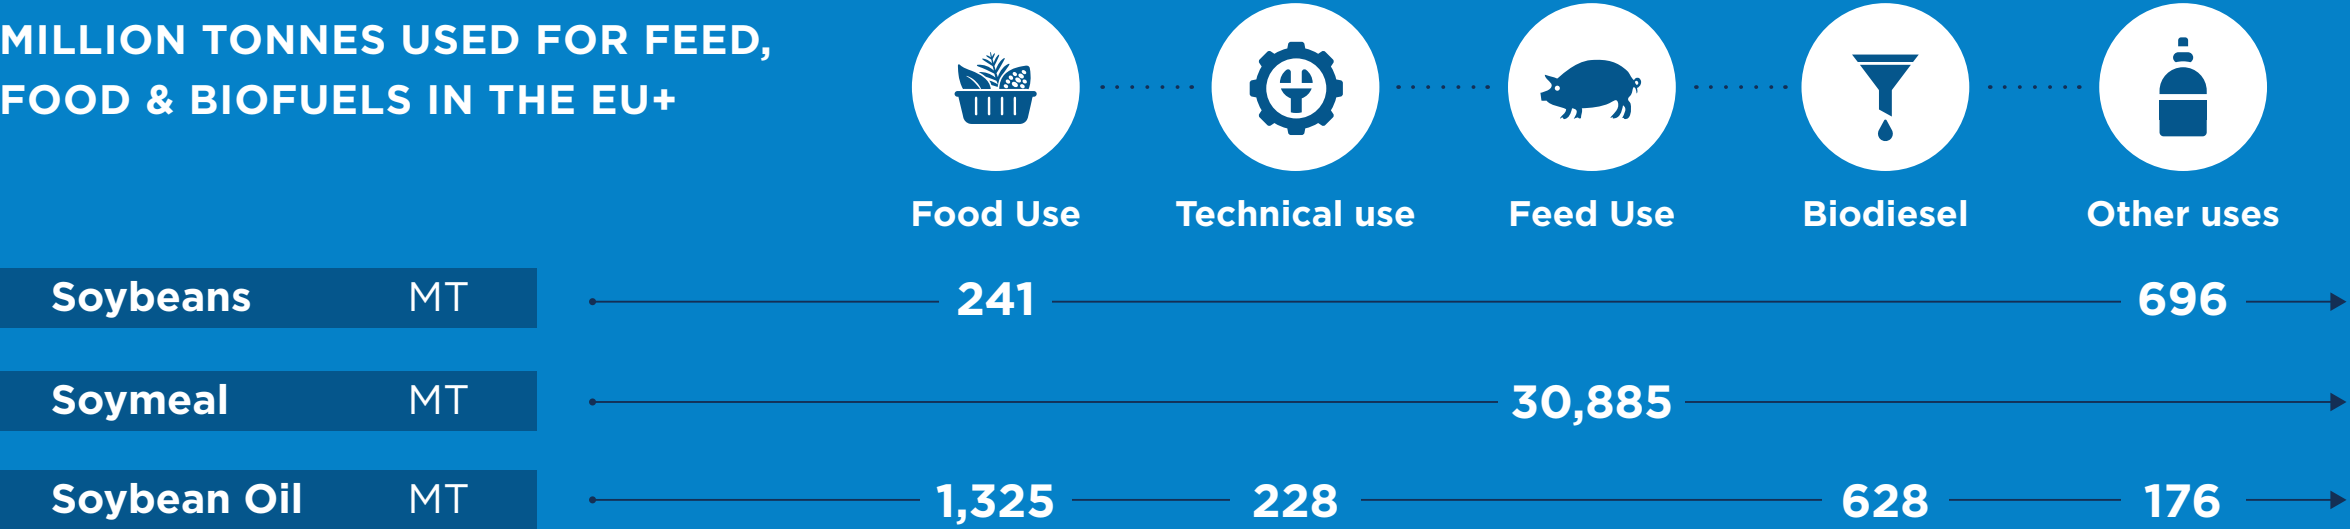 MILLION TONNES USED FOR FEED,
FOOD & BIOFUELS IN THE EU+
Food Use Technical use Feed Use Biodiesel Other uses
Soybeans MT 241 696
Soymeal MT 30,885
Soybean Oil MT 1,325 228 628 176